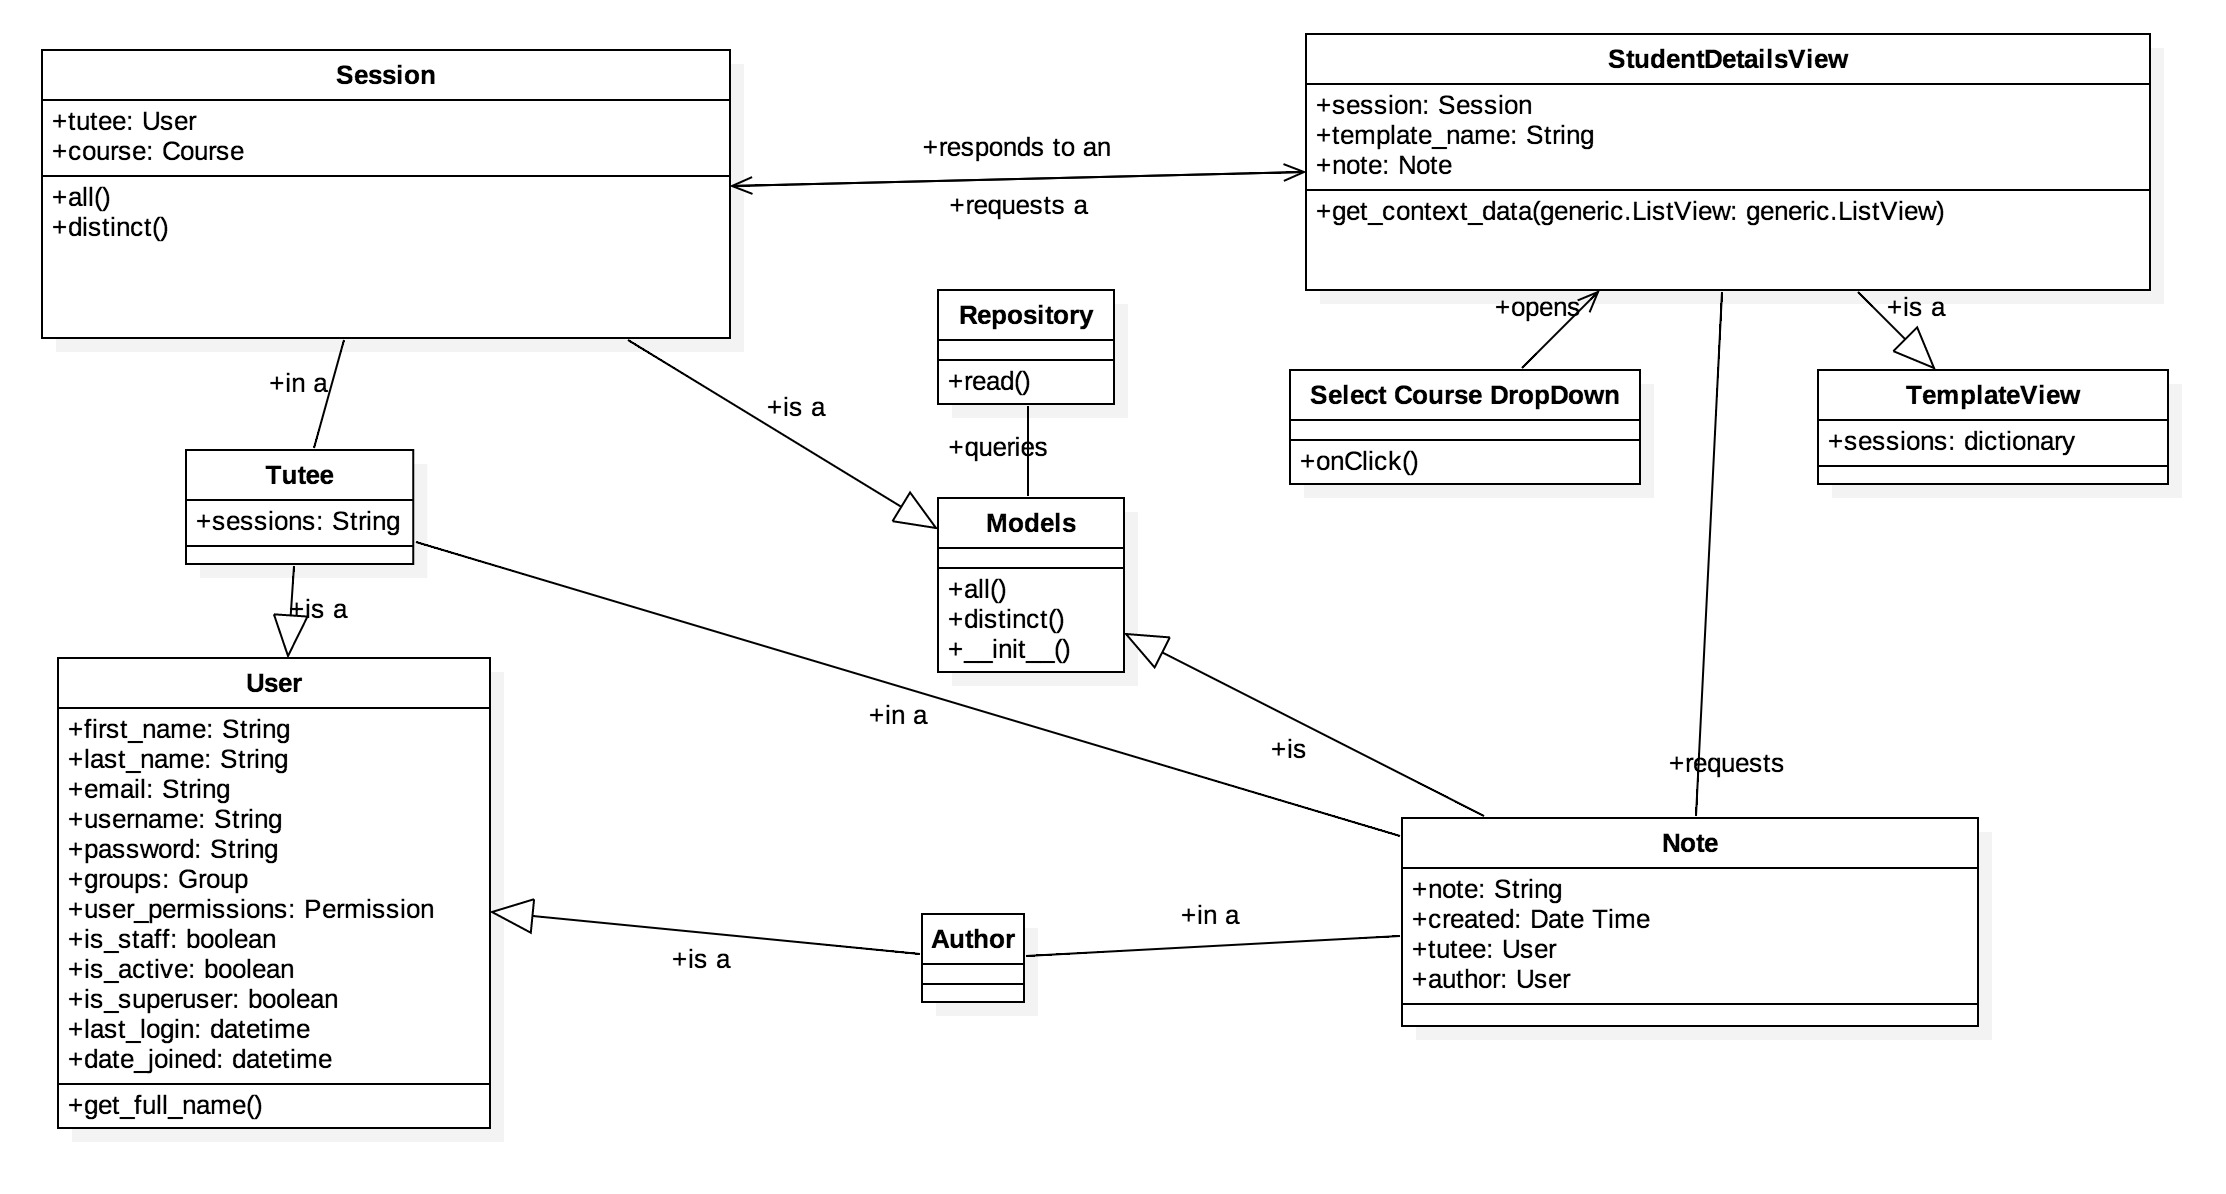 Session
+tutee: User
+course: Course
+all()
+distinct()
StudentDetailsView
+session: Session
+template_name: String
+note: Note
+get_context_data(generic.ListView: generic.ListView)
+responds to an
+requests a
Repository
+read()
+opens
+is a
+in a
+is a
+queries
Select Course DropDown
+onClick()
TemplateView
+sessions: dictionary
Tutee
+sessions: String
Models
+all()
+distinct()
+__init__()
+is a
User
+first_name: String
+last_name: String
+email: String
+username: String
+password: String
+groups: Group
+user_permissions: Permission
+is_staff: boolean
+is_active: boolean
+is_superuser: boolean
+last_login: datetime
+date_joined: datetime
+get_full_name()
+in a
+is
+requests
Note
+note: String
+created: Date Time
+tutee: User
+author: User
Author
+in a
+is a